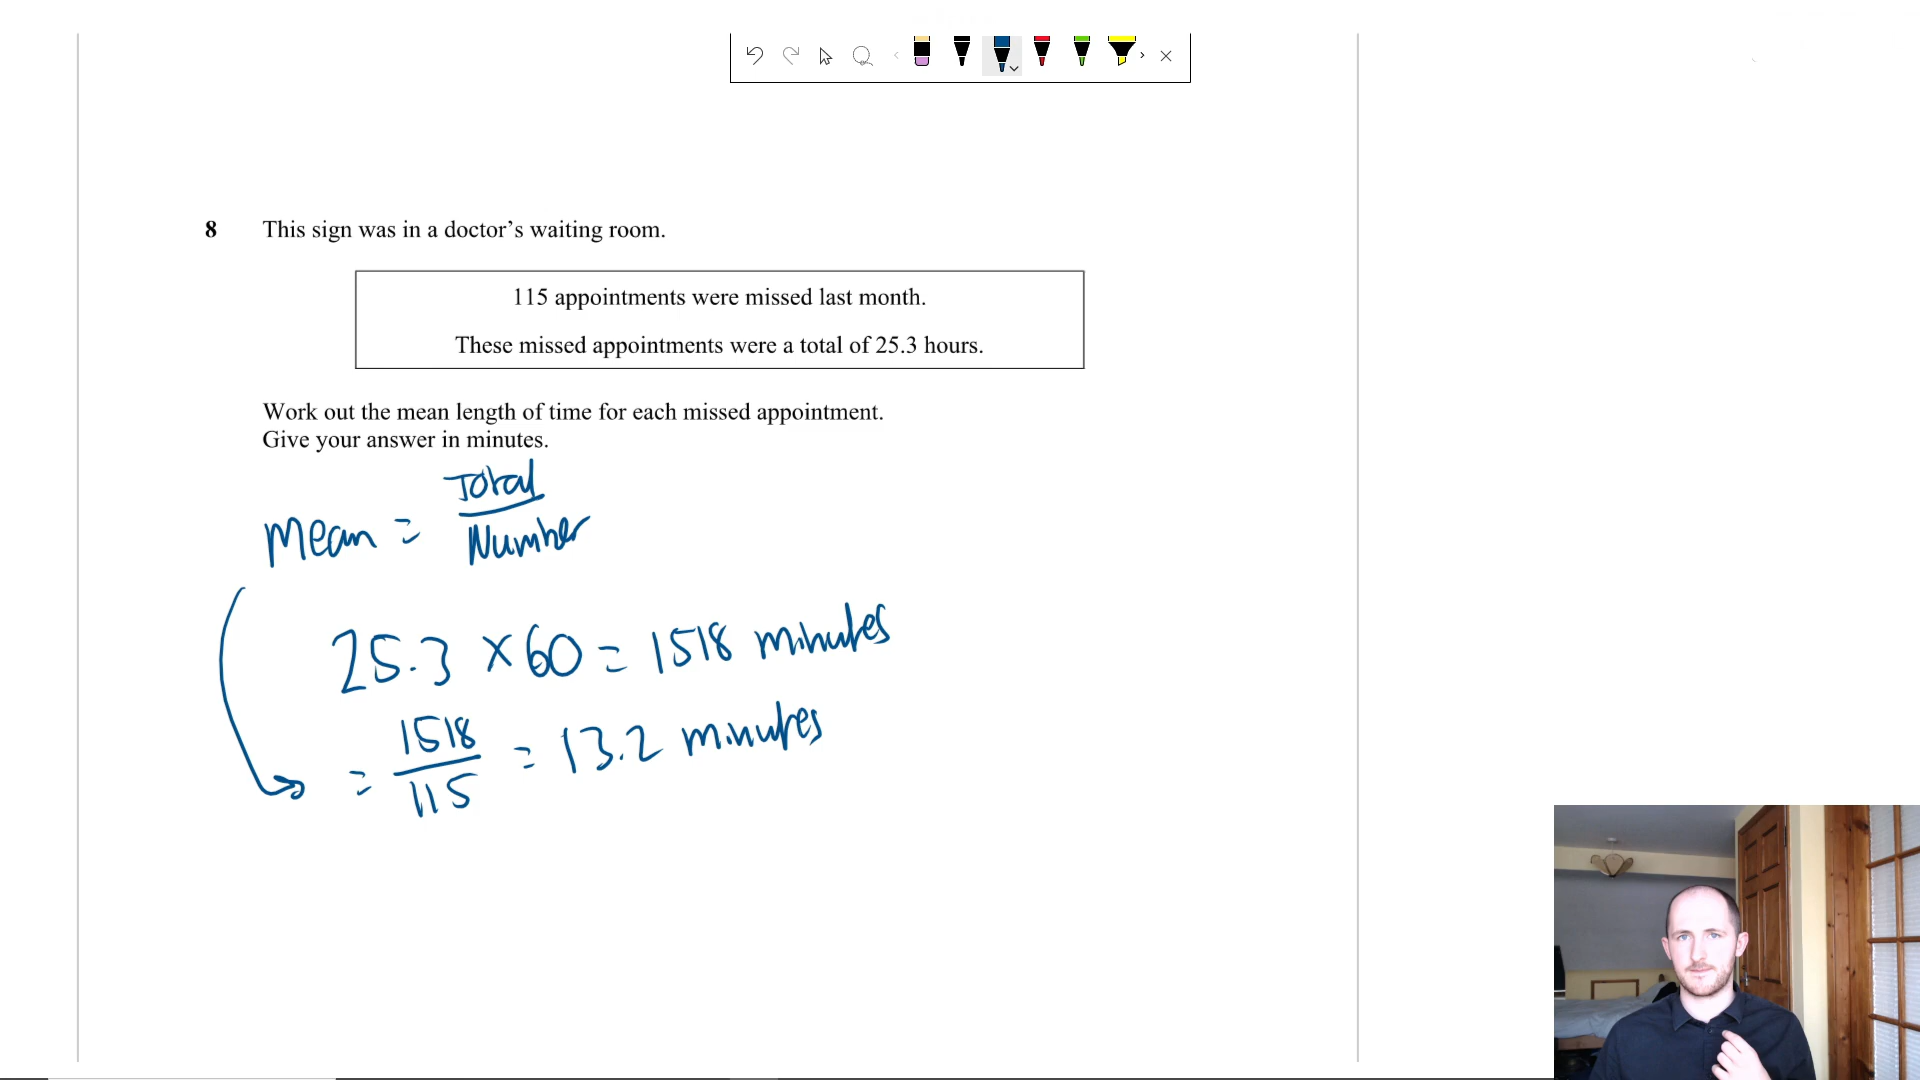 8 This sign was in a doctor’s waiting room.
115 appointments were missed last month.
These missed appointments were a total of 25.3 hours.
Work out the mean length of time for each missed appointment.
Give your answer in minutes.
Mean = Total
Number
25.3 × 60 = 1518 minutes
= 1518
115 = 13.2 minutes